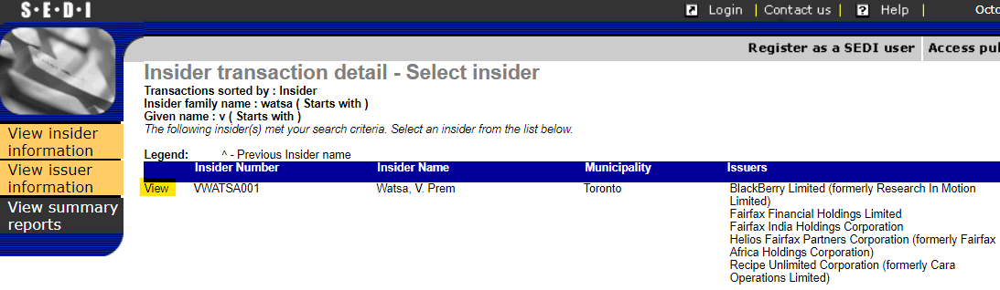 S•E•D•I
Login | Contact us | ? Help | Octo
Register as a SEDI user | Access pul
Insider transaction detail - Select insider
Transactions sorted by : Insider
Insider family name : watsa ( Starts with )
Given name : v ( Starts with )
The following insider(s) met your search criteria. Select an insider from the list below.
View insider
information
View issuer
information
View summary
reports
Legend: ^ - Previous Insider name
Insider Number Insider Name Municipality Issuers
View VWATSA001 Watsa, V. Prem Toronto BlackBerry Limited (formerly Research In Motion
Limited)
Fairfax Financial Holdings Limited
Fairfax India Holdings Corporation
Helios Fairfax Partners Corporation (formerly Fairfax
Africa Holdings Corporation)
Recipe Unlimited Corporation (formerly Cara
Operations Limited)